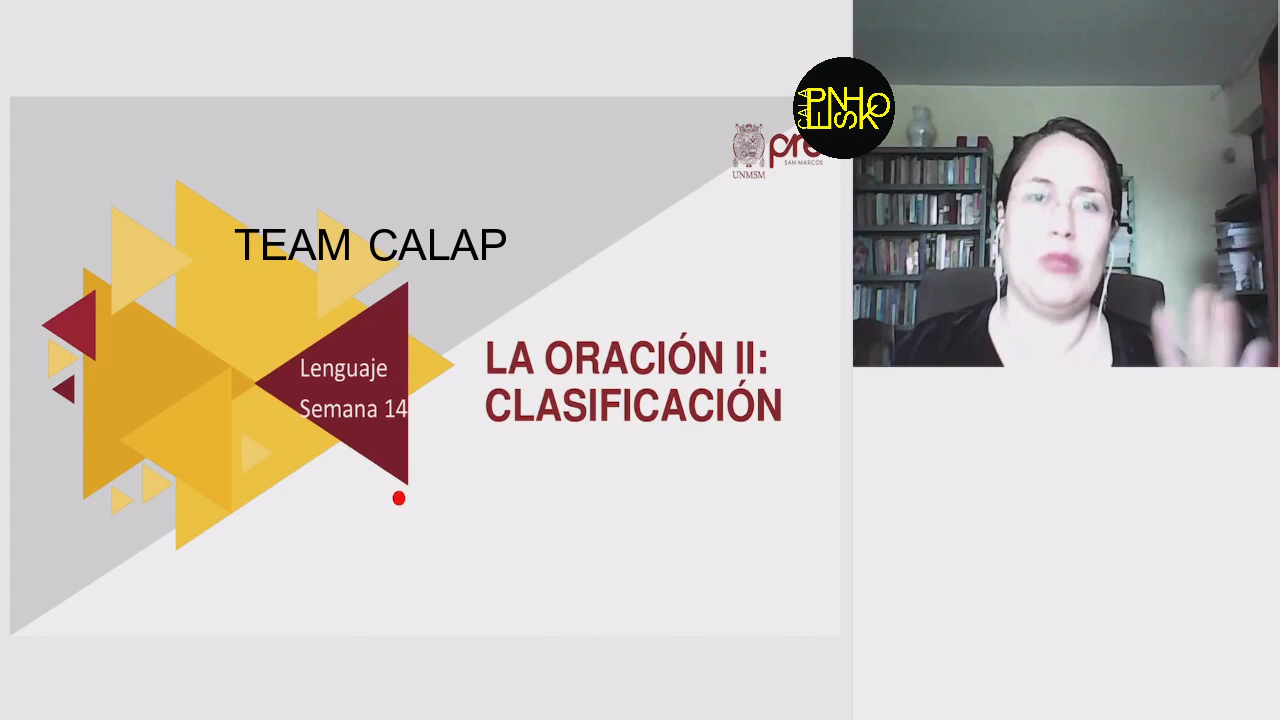 TEAM CALAP
UNMSM
SAN MARCOS
Lenguaje
Semana 14
LA ORACIÓN II:
CLASIFICACIÓN